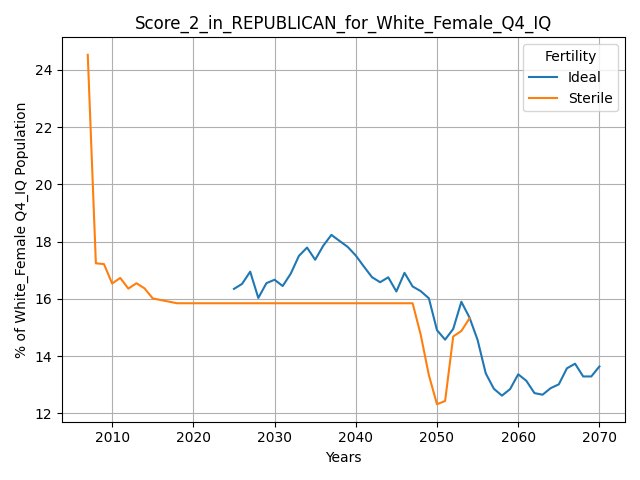 Score_2_in_REPUBLICAN_for_White_Female_Q4_IQ
% of White_Female Q4_IQ Population
24
22
20
18
16
14
12
Fertility
Ideal
Sterile
2010 2020 2030 2040 2050 2060 2070
Years